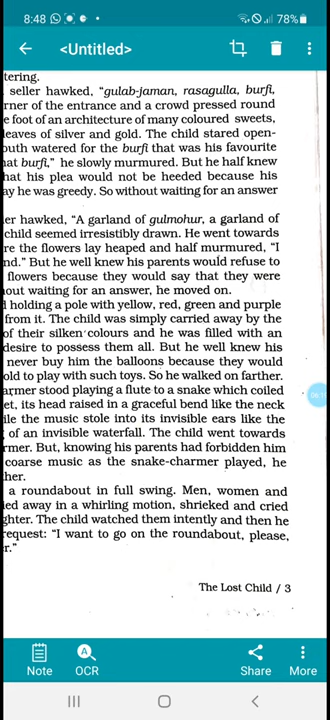 8:48
78%
<Untitled>
tering.
seller hawked, “gulab-jaman, rasagulla, burfi,
rner of the entrance and a crowd pressed round
e foot of an architecture of many coloured sweets,
leaves of silver and gold. The child stared open-
outh watered for the burfi that was his favourite
hat burfi,” he slowly murmured. But he half knew
hat his plea would not be heeded because his
ay he was greedy. So without waiting for an answer
er hawked, “A garland of gulmohur, a garland of
child seemed irresistibly drawn. He went towards
re the flowers lay heaped and half murmured, “I
nd.” But he well knew his parents would refuse to
flowers because they would say that they were
out waiting for an answer, he moved on.
d holding a pole with yellow, red, green and purple
from it. The child was simply carried away by the
of their silken colours and he was filled with an
desire to possess them all. But he well knew his
never buy him the balloons because they would
old to play with such toys. So he walked on farther.
armer stood playing a flute to a snake which coiled
et, its head raised in a graceful bend like the neck
ile the music stole into its invisible ears like the
of an invisible waterfall. The child went towards
rmer. But, knowing his parents had forbidden him
coarse music as the snake-charmer played, he
her.
a roundabout in full swing. Men, women and
ied away in a whirling motion, shrieked and cried
ghter. The child watched them intently and then he
request: “I want to go on the roundabout, please,
r.”
The Lost Child / 3
Note
OCR
Share
More